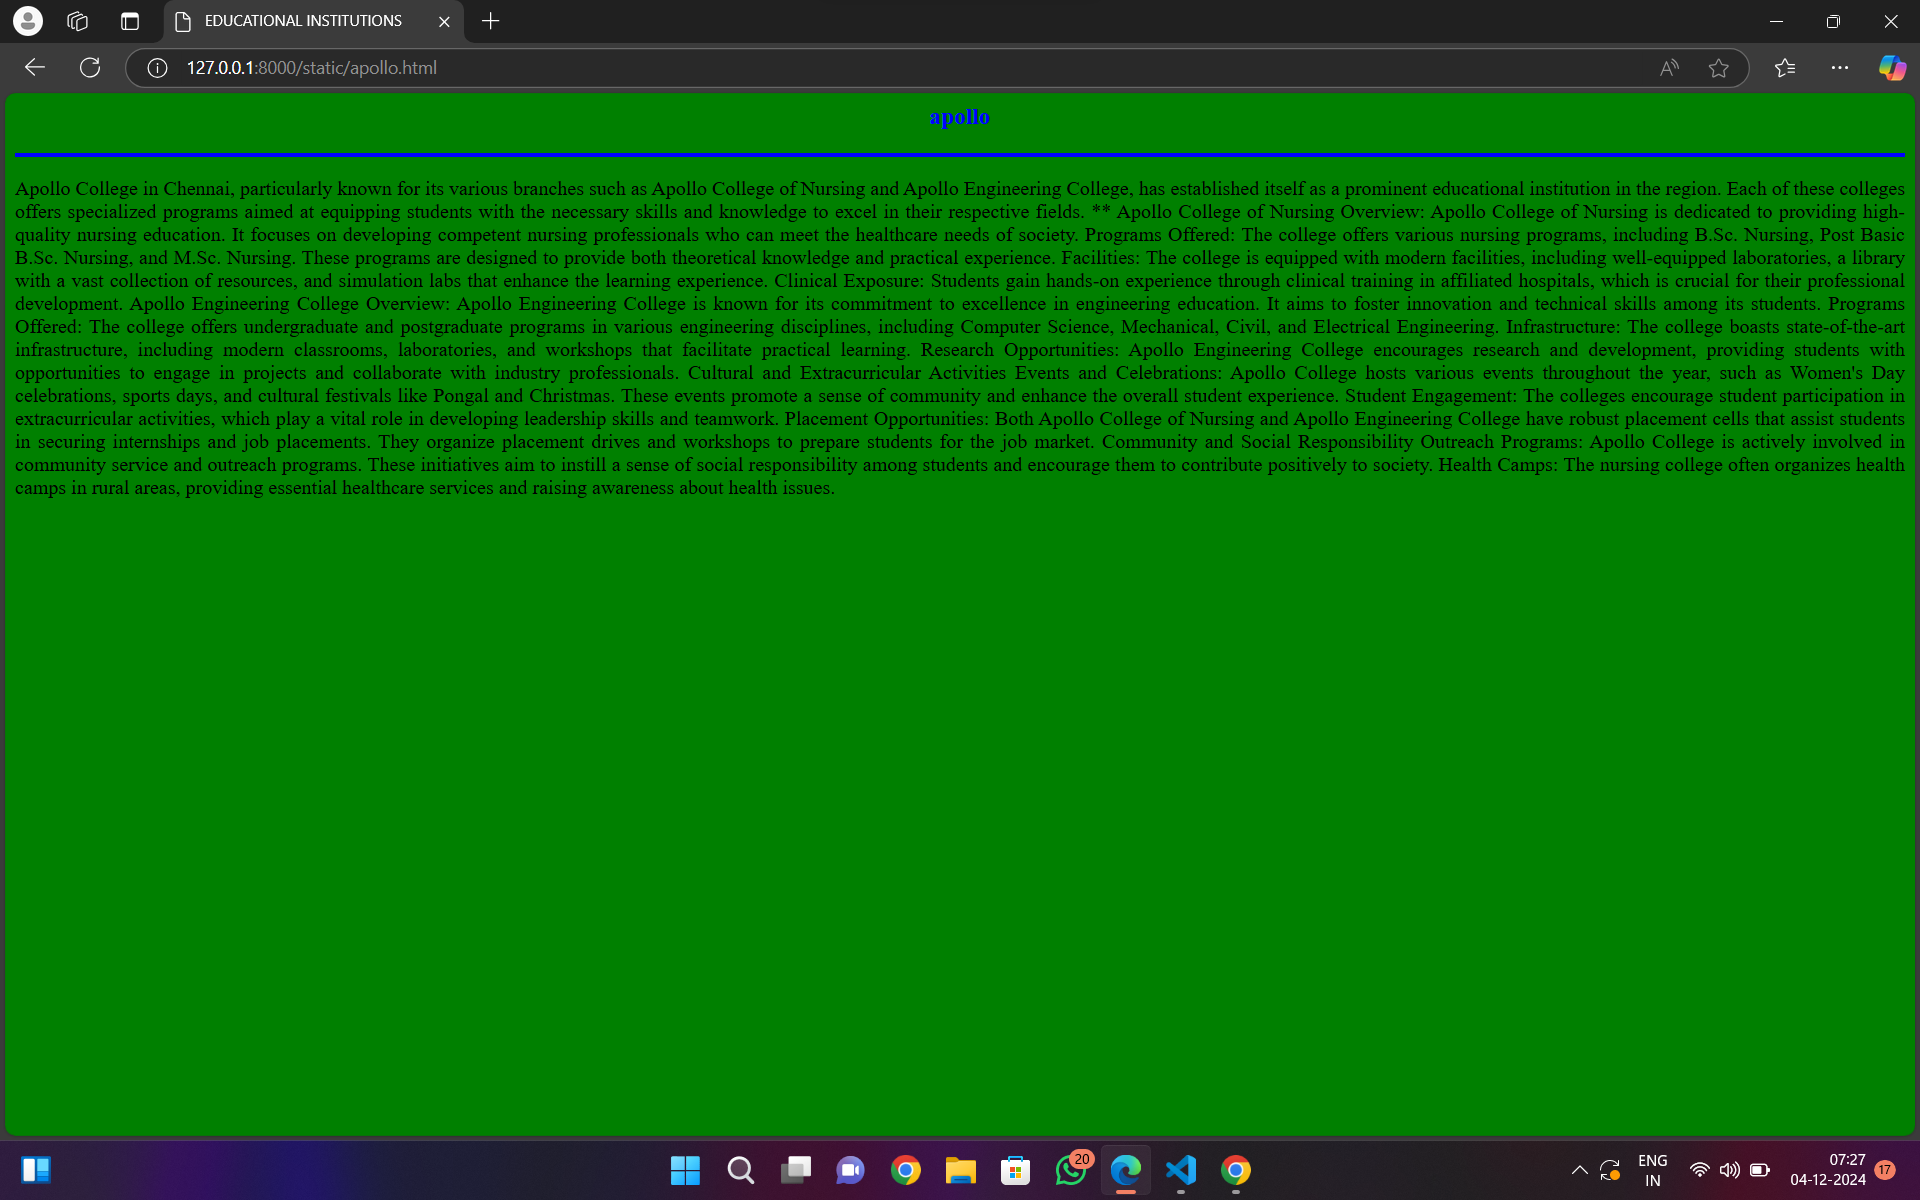 EDUCATIONAL INSTITUTIONS
127.0.0.1:8000/static/apollo.html
apollo
Apollo College in Chennai, particularly known for its various branches such as Apollo College of Nursing and Apollo Engineering College, has established itself as a prominent educational institution in the region. Each of these colleges
offers specialized programs aimed at equipping students with the necessary skills and knowledge to excel in their respective fields. ** Apollo College of Nursing Overview: Apollo College of Nursing is dedicated to providing high-
quality nursing education. It focuses on developing competent nursing professionals who can meet the healthcare needs of society. Programs Offered: The college offers various nursing programs, including B.Sc. Nursing, Post Basic
B.Sc. Nursing, and M.Sc. Nursing. These programs are designed to provide both theoretical knowledge and practical experience. Facilities: The college is equipped with modern facilities, including well-equipped laboratories, a library
with a vast collection of resources, and simulation labs that enhance the learning experience. Clinical Exposure: Students gain hands-on experience through clinical training in affiliated hospitals, which is crucial for their professional
development. Apollo Engineering College Overview: Apollo Engineering College is known for its commitment to excellence in engineering education. It aims to foster innovation and technical skills among its students. Programs
Offered: The college offers undergraduate and postgraduate programs in various engineering disciplines, including Computer Science, Mechanical, Civil, and Electrical Engineering. Infrastructure: The college boasts state-of-the-art
infrastructure, including modern classrooms, laboratories, and workshops that facilitate practical learning. Research Opportunities: Apollo Engineering College encourages research and development, providing students with
opportunities to engage in projects and collaborate with industry professionals. Cultural and Extracurricular Activities Events and Celebrations: Apollo College hosts various events throughout the year, such as Women's Day
celebrations, sports days, and cultural festivals like Pongal and Christmas. These events promote a sense of community and enhance the overall student experience. Student Engagement: The colleges encourage student participation in
extracurricular activities, which play a vital role in developing leadership skills and teamwork. Placement Opportunities: Both Apollo College of Nursing and Apollo Engineering College have robust placement cells that assist students
in securing internships and job placements. They organize placement drives and workshops to prepare students for the job market. Community and Social Responsibility Outreach Programs: Apollo College is actively involved in
community service and outreach programs. These initiatives aim to instill a sense of social responsibility among students and encourage them to contribute positively to society. Health Camps: The nursing college often organizes health
camps in rural areas, providing essential healthcare services and raising awareness about health issues.
20
ENG
IN
07:27
04-12-2024
17